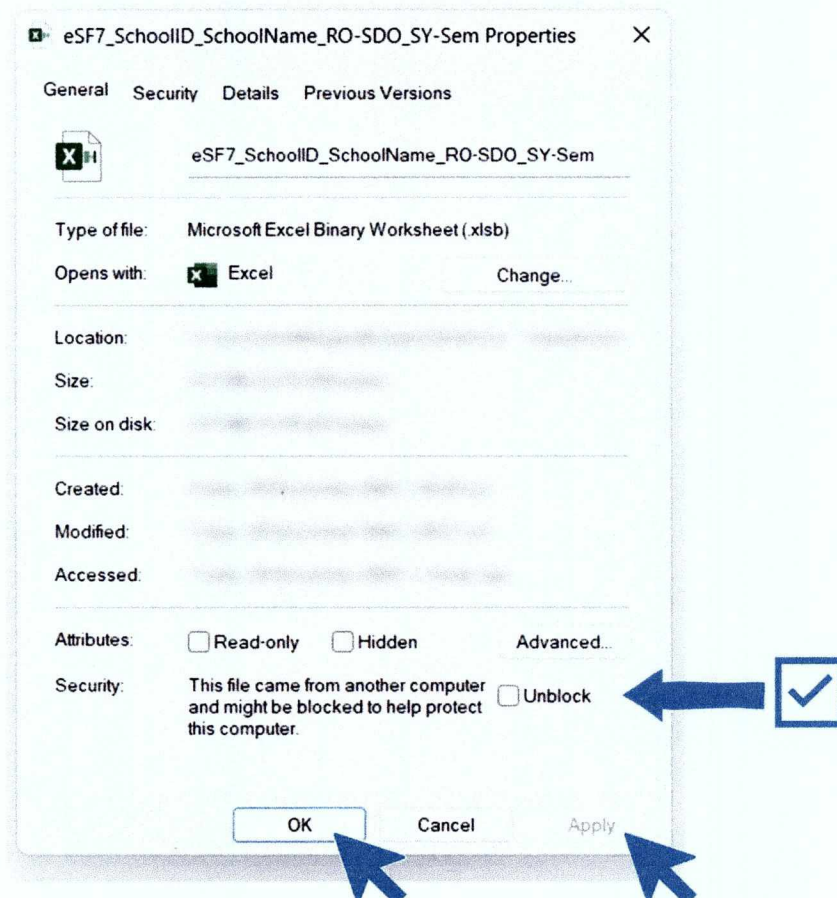 eSF7_SchoolID_SchoolName_RO-SDO_SY-Sem Properties
General Security Details Previous Versions
eSF7_SchoolID_SchoolName_RO-SDO_SY-Sem
Type of file: Microsoft Excel Binary Worksheet (.xlsb)
Opens with: Excel Change...
Location:
Size:
Size on disk:
Created:
Modified:
Accessed:
Attributes: Read-only Hidden Advanced...
Security: This file came from another computer
and might be blocked to help protect
this computer.
Unblock
OK Cancel Apply